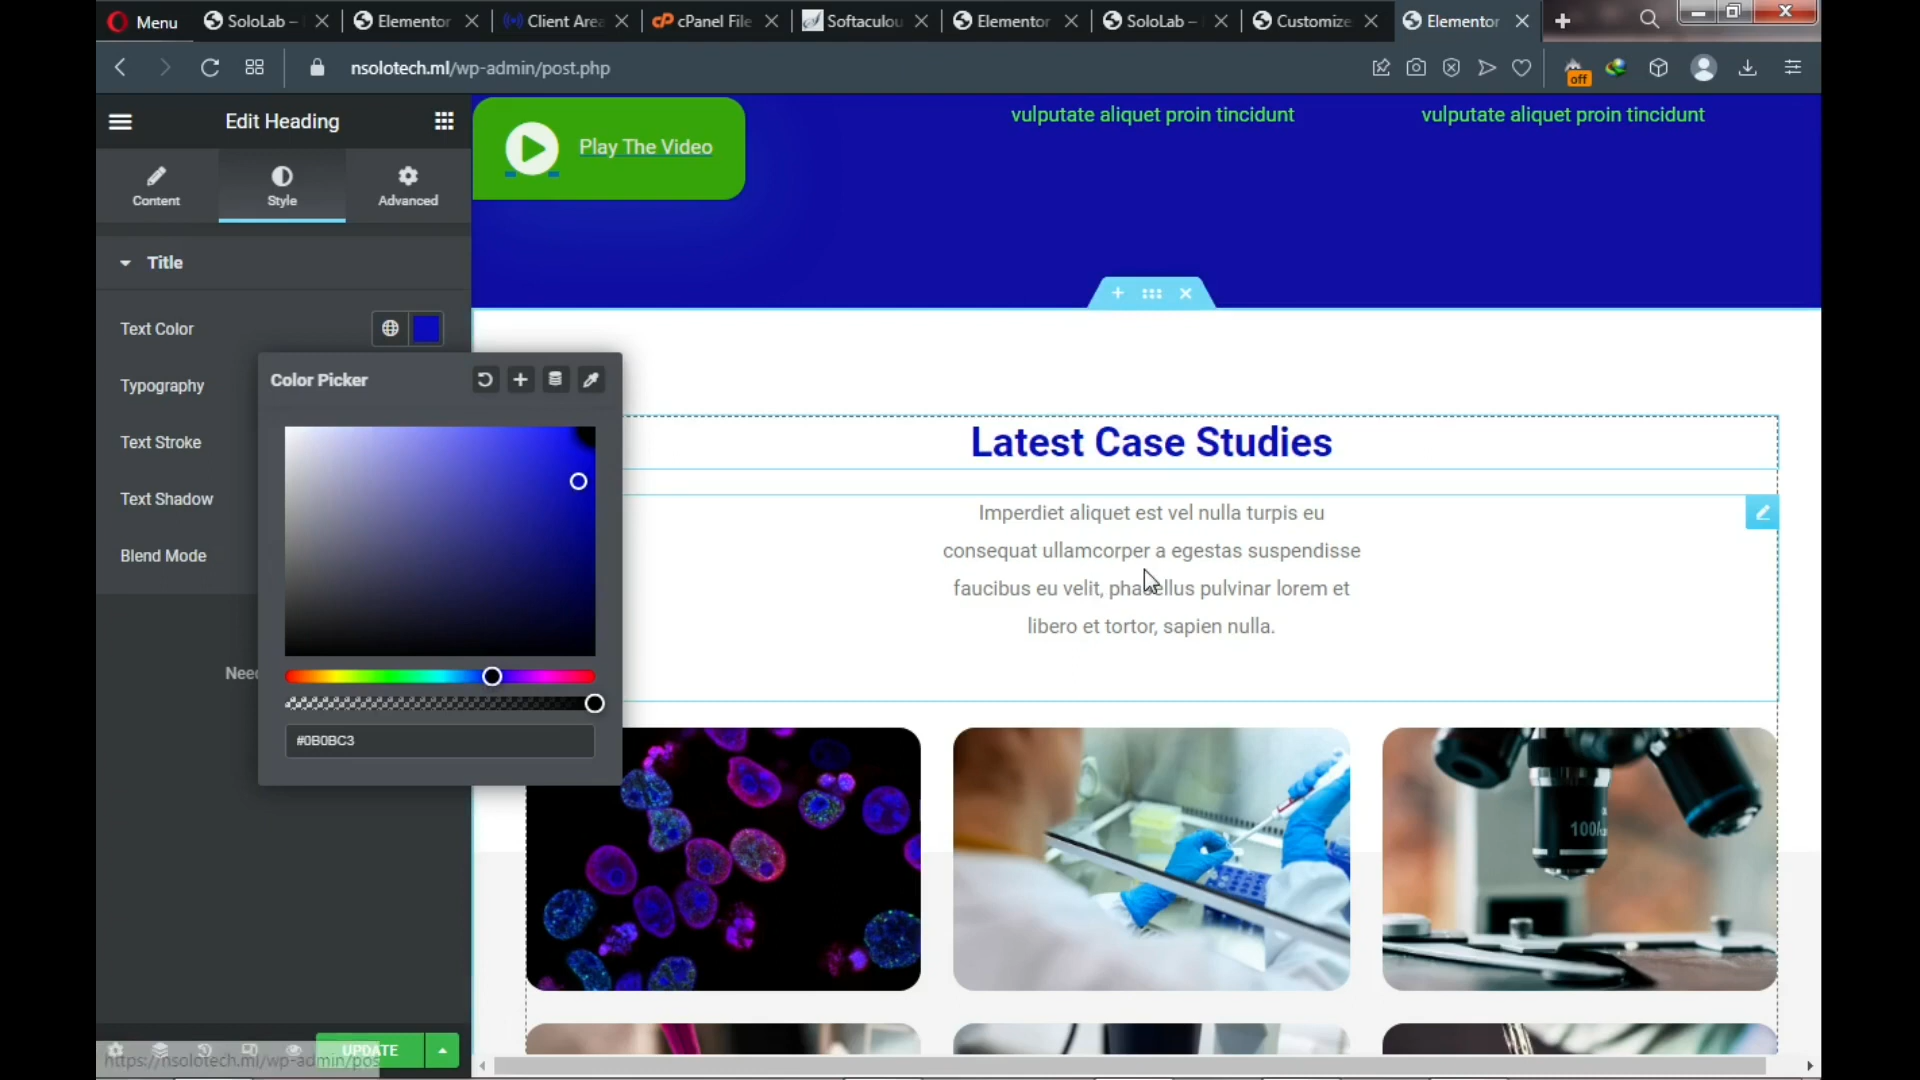 Menu
SoloLab –
Elementor
Client Area
cPanel File
Softaculou
Elementor
SoloLab –
Customize
Elementor
nsolotech.ml/wp-admin/post.php
off
Edit Heading
Content
Style
Advanced
Title
Text Color
Typography
Text Stroke
Text Shadow
Blend Mode
Color Picker
#0B0BC3
Need
UPDATE
https://nsolotech.ml/wp-admin/pos
Play The Video
vulputate aliquet proin tincidunt
vulputate aliquet proin tincidunt
Latest Case Studies
Imperdiet aliquet est vel nulla turpis eu
consequat ullamcorper a egestas suspendisse
faucibus eu velit, phasellus pulvinar lorem et
libero et tortor, sapien nulla.